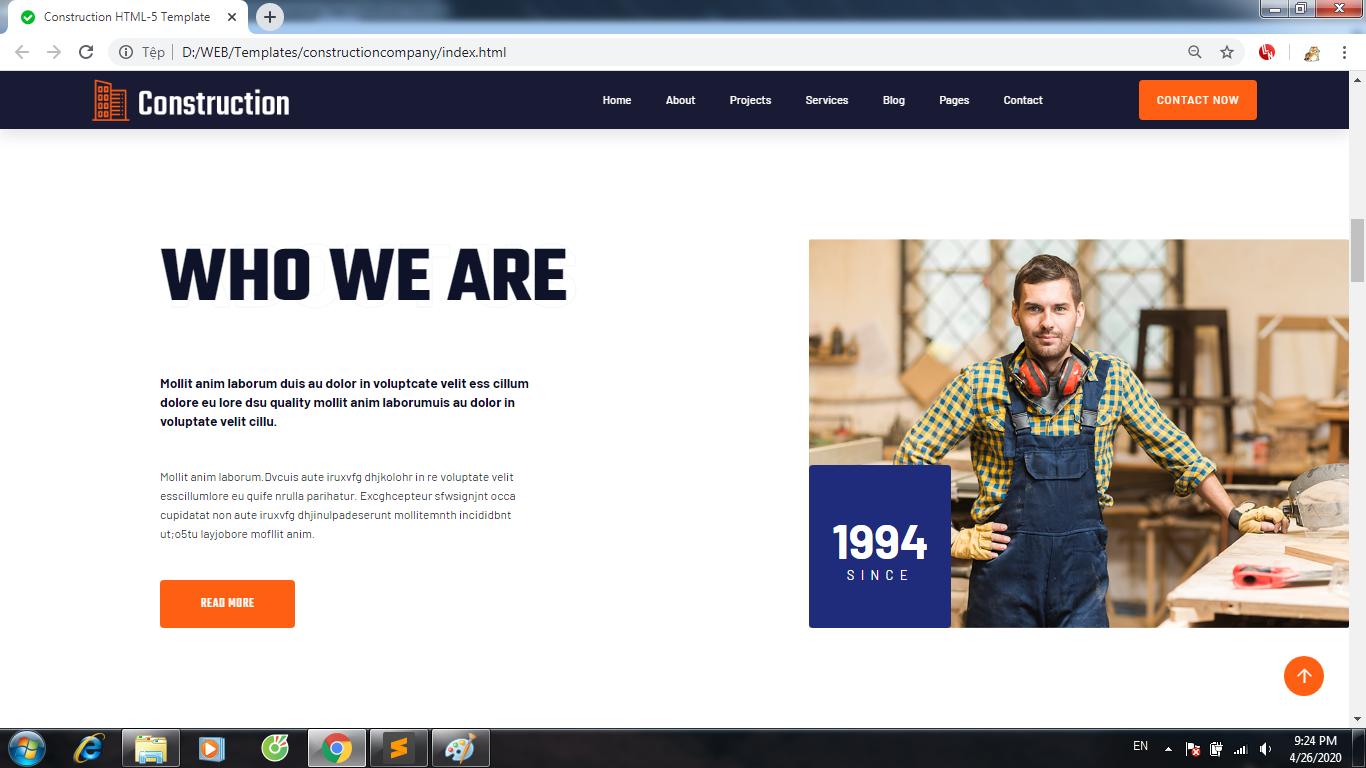 Construction HTML-5 Template
Tệp
D:/WEB/Templates/constructioncompany/index.html
Construction
Home
About
Projects
Services
Blog
Pages
Contact
CONTACT NOW
WHO WE ARE
Mollit anim laborum duis au dolor in voluptcate velit ess cillum
dolore eu lore dsu quality mollit anim laborumuis au dolor in
voluptate velit cillu.
Mollit anim laborum.Dvcuis aute iruxvfg dhjkolohr in re voluptate velit
esscillumlore eu quife nrulla parihatur. Excghcepteur sfwsignjnt occa
cupidatat non aute iruxvfg dhjinulpadeserunt mollitemnth incididbnt
ut;o5tu layjobore mofllit anim.
READ MORE
1994
SINCE
EN
9:24 PM
4/26/2020